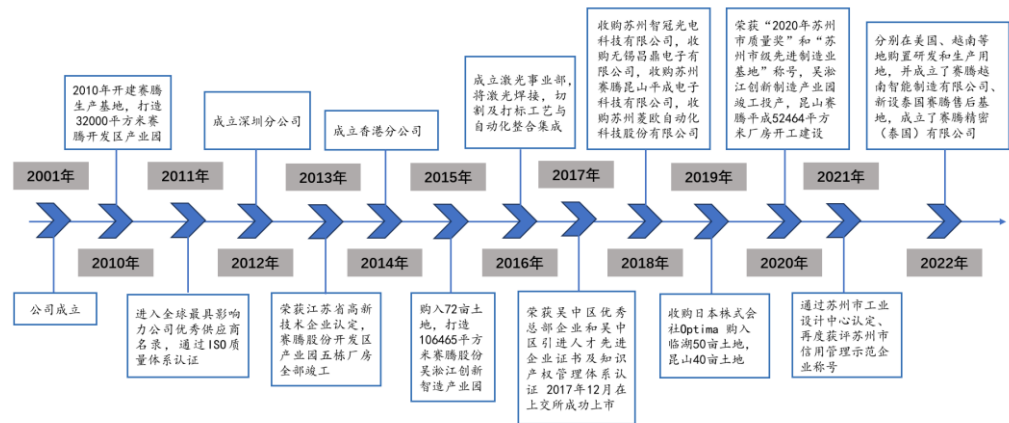 2010年开建赛腾
生产基地，打造
32000平方米赛
腾开发区产业园
成立深圳分公司
成立香港分公司
成立激光事业部，
将激光焊接，切
割及打标工艺与
自动化整合集成
收购苏州智冠光电
科技有限公司，收
购无锡昌鼎电子有
限公司，收购苏州
赛腾昆山平成电子
科技有限公司，收
购苏州菱欧自动化
科技股份有限公司
荣获“2020年苏州
市质量奖”和“苏
州市级先进制造业
基地”称号，吴淞
江创新制造产业园
竣工投产，昆山赛
腾平成52464平方
米厂房开工建设
分别在美国、越南等
地购置研发和生产用
地，并成立了赛腾越
南智能制造有限公司、
新设泰国赛腾售后基
地，成立了赛腾精密
（泰国）有限公司
2001年
2011年
2013年
2015年
2017年
2019年
2021年
2010年
2012年
2014年
2016年
2018年
2020年
2022年
公司成立
进入全球最具影响
力公司优秀供应商
名录，通过ISO质
量体系认证
荣获江苏省高新
技术企业认定，
赛腾股份开发区
产业园五栋厂房
全部竣工
购入72亩土
地，打造
106465平方
米赛腾股份
吴淞江创新
智造产业园
荣获吴中区优秀
总部企业和吴中
区引进人才先进
企业证书及知识
产权管理体系认
证 2017年12月在
上交所成功上市
收购日本株式会
社Optima 购入
临湖50亩土地，
昆山40亩土地
通过苏州市工业
设计中心认定、
再度获评苏州市
信用管理示范企
业称号